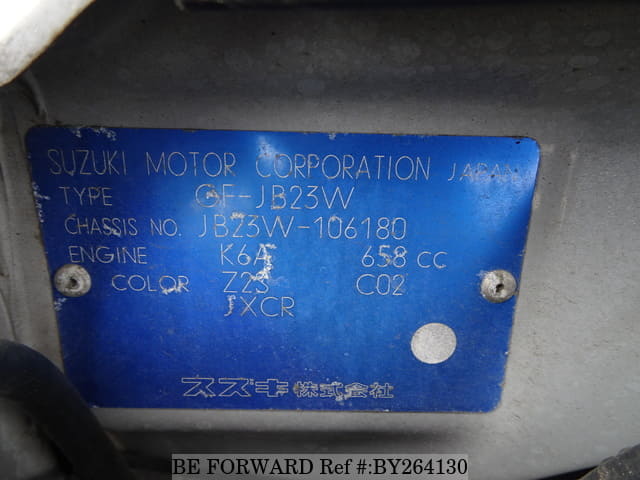 SUZUKI MOTOR CORPORATION JAPAN
TYPE GF-JB23W
CHASSIS NO. JB23W-106180
ENGINE K6A 658 CC
COLOR Z2S C02
JXCR
スズキ株式会社
BE FORWARD Ref #:BY264130